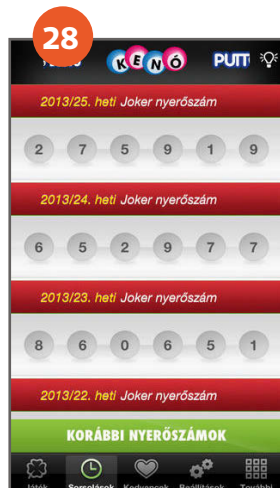 28
KENÓ PUTT
2013/25. heti Joker nyerőszám
2 7 5 9 1 9
2013/24. heti Joker nyerőszám
6 5 2 9 7 7
2013/23. heti Joker nyerőszám
8 6 0 6 5 1
2013/22. heti Joker nyerőszám
KORÁBBI NYERŐSZÁMOK
Játék Sorsolások Kedvencek Beállítások További